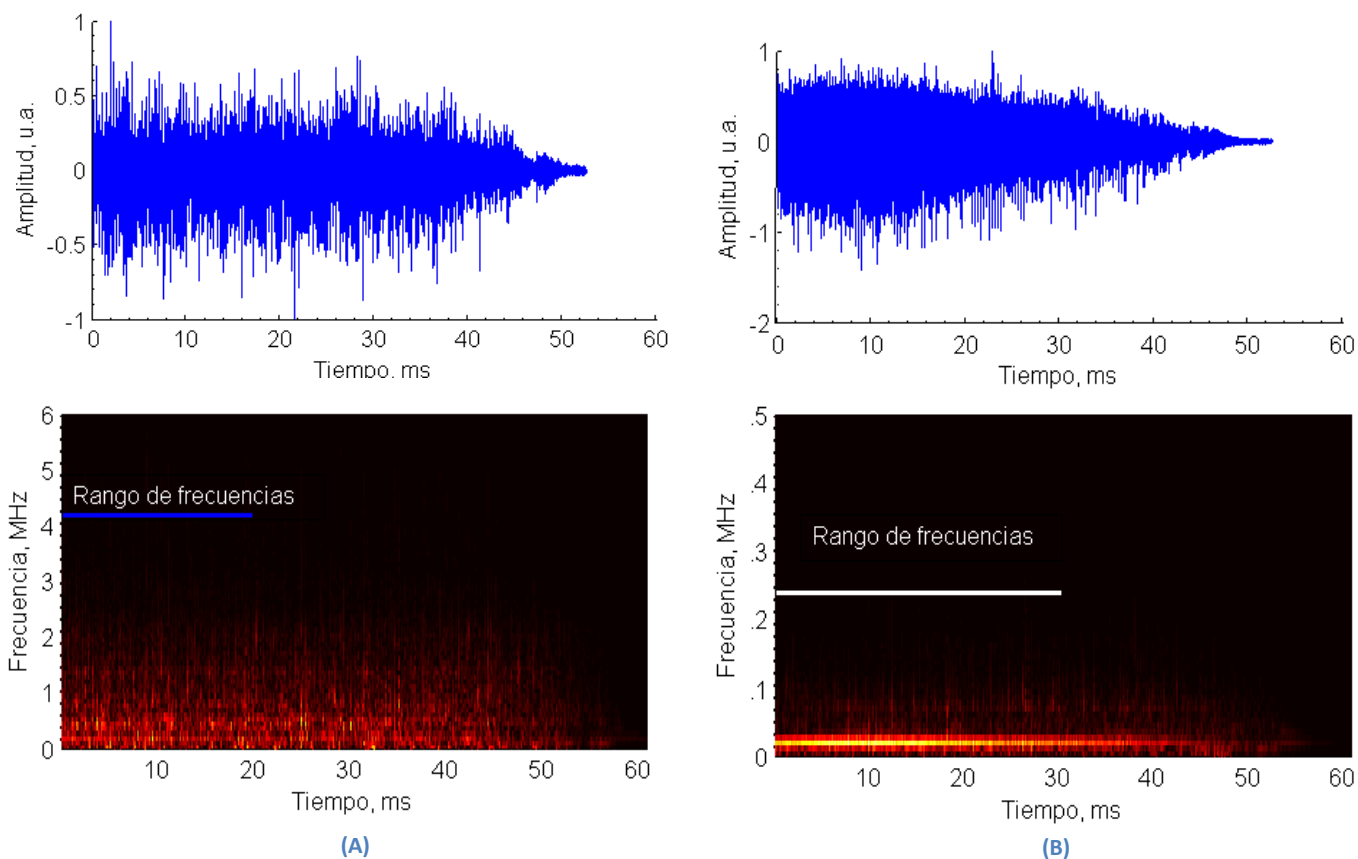 1
0.5
0
-0.5
-1
Amplitud, u.a.
0 10 20 30 40 50 60
Tiempo, ms
1
0
-1
-2
Amplitud, u.a.
0 10 20 30 40 50 60
Tiempo, ms
6
5
4
3
2
1
0
Frecuencia, MHz
Rango de frecuencias
10 20 30 40 50 60
Tiempo, ms
(A)
.5
.4
.3
.2
.1
0
Frecuencia, MHz
Rango de frecuencias
10 20 30 40 50 60
Tiempo, ms
(B)